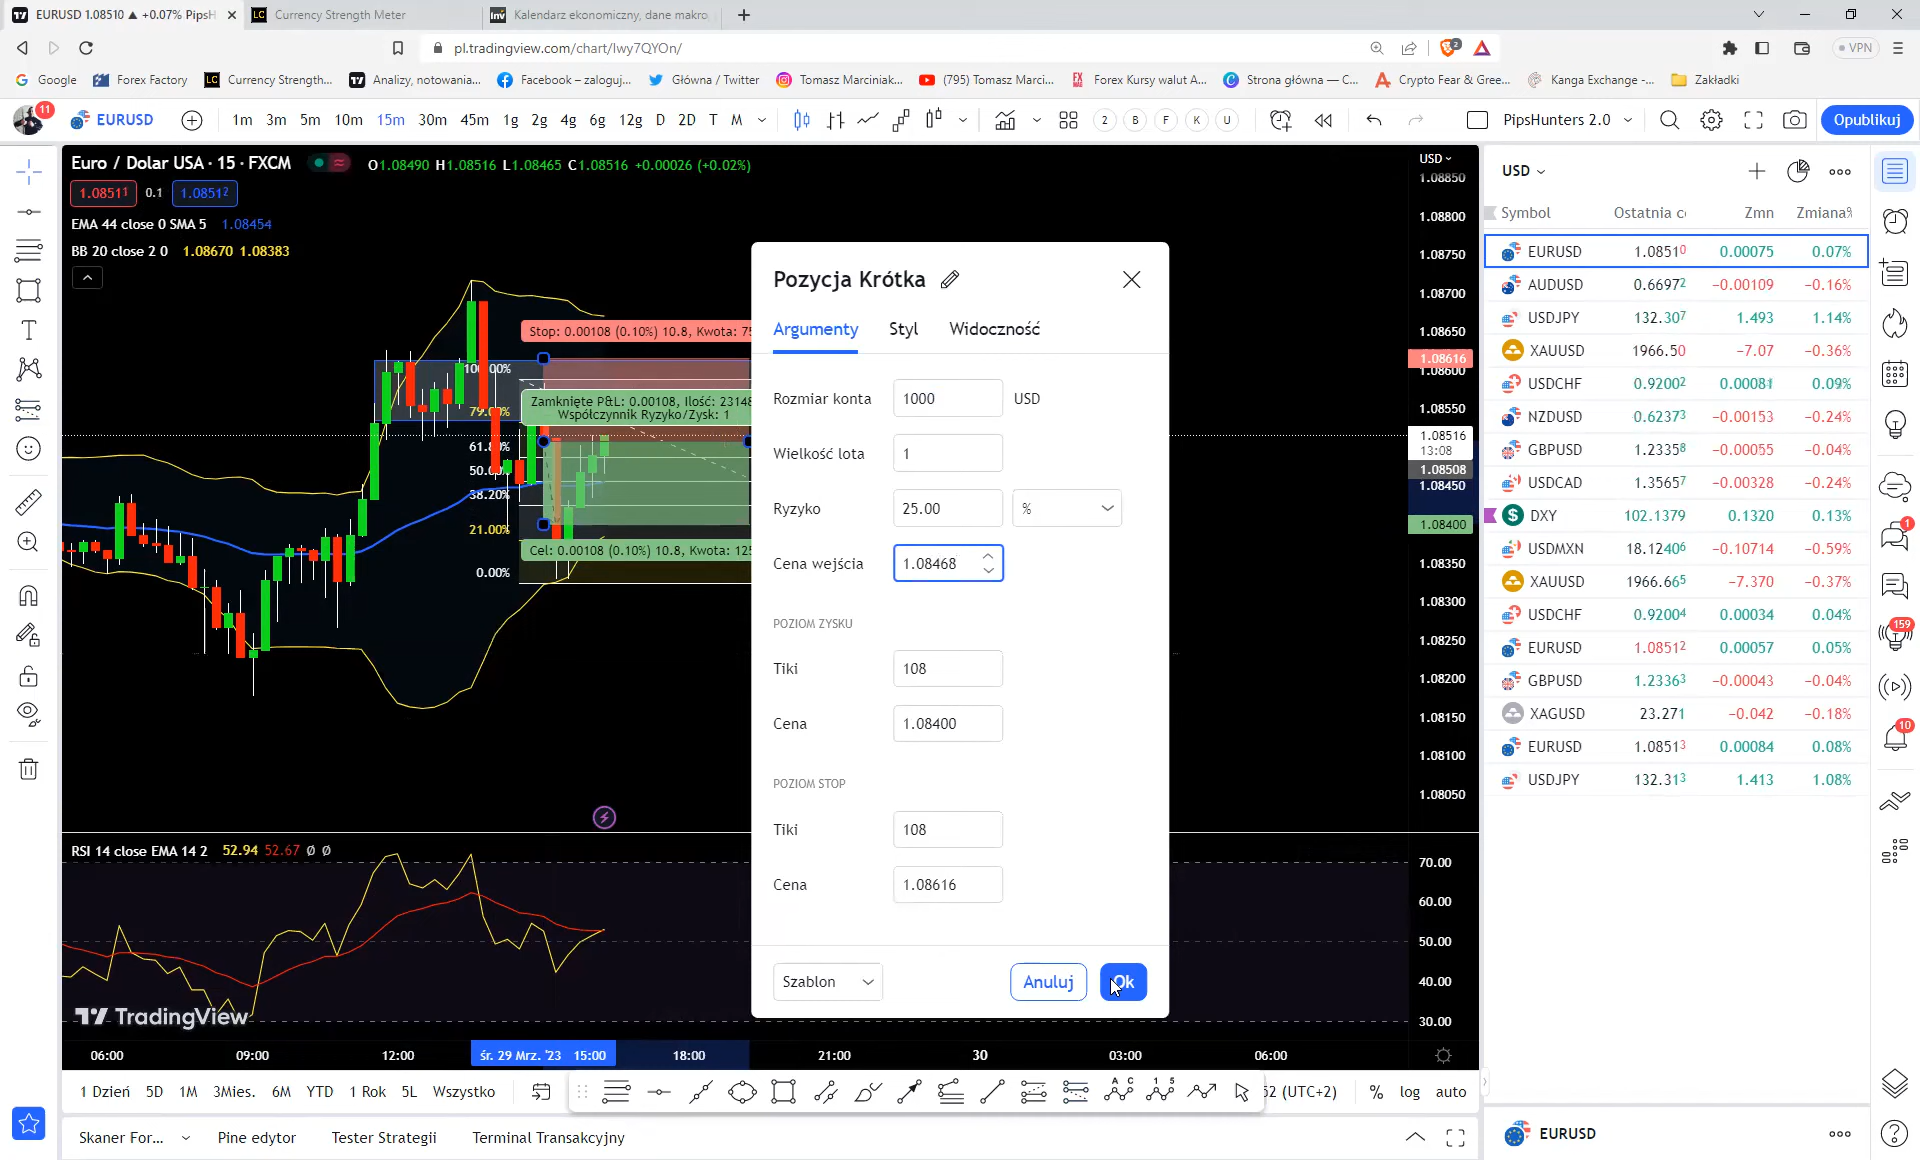 EURUSD 1.08510 ▲ +0.07% PipsH
Currency Strength Meter
Kalendarz ekonomiczny, dane makro
pl.tradingview.com/chart/Iwy7QYOn/
2
VPN
Google
Forex Factory
Currency Strength...
Analizy, notowania...
Facebook – zaloguj...
Główna / Twitter
Tomasz Marciniak...
(795) Tomasz Marci...
Forex Kursy walut A...
Strona główna — C...
Crypto Fear & Gree...
Kanga Exchange -...
Zakładki
11
EURUSD
1m 3m 5m 10m 15m 30m 45m 1g 2g 4g 6g 12g D 2D T M
2 B F K U
PipsHunters 2.0
Opublikuj
Euro / Dolar USA · 15 · FXCM
O1.08490 H1.08516 L1.08465 C1.08516 +0.00026 (+0.02%)
1.08511 0.1 1.08512
EMA 44 close 0 SMA 5 1.08454
BB 20 close 2 0 1.08670 1.08383
Stop: 0.00108 (0.10%) 10.8, Kwota: 75
100.00%
Zamknięte P&L: 0.00108, Ilość: 23148
Współczynnik Ryzyko/Zysk: 1
79.00%
61.80%
50.00%
38.20%
21.00%
Cel: 0.00108 (0.10%) 10.8, Kwota: 125
0.00%
Pozycja Krótka
Argumenty Styl Widoczność
Rozmiar konta 1000 USD
Wielkość lota 1
Ryzyko 25.00 %
Cena wejścia 1.08468
POZIOM ZYSKU
Tiki 108
Cena 1.08400
POZIOM STOP
Tiki 108
Cena 1.08616
Szablon
Anuluj
Ok
USD
1.08850
1.08800
1.08750
1.08700
1.08650
1.08616
1.08600
1.08550
1.08516
13:08
1.08508
1.08450
1.08400
1.08350
1.08300
1.08250
1.08200
1.08150
1.08100
1.08050
RSI 14 close EMA 14 2 52.94 52.67 Ø Ø
70.00
60.00
50.00
40.00
30.00
TradingView
06:00 09:00 12:00 śr. 29 Mrz. '23 15:00 18:00 21:00 30 03:00 06:00
1 Dzień 5D 1M 3Mies. 6M YTD 1 Rok 5L Wszystko
A C
1 5
52 (UTC+2)
% log auto
Skaner For... Pine edytor Tester Strategii Terminal Transakcyjny
USD
Symbol Ostatnia c Zmn Zmiana%
EURUSD 1.08510 0.00075 0.07%
AUDUSD 0.66972 −0.00109 −0.16%
USDJPY 132.307 1.493 1.14%
XAUUSD 1966.50 −7.07 −0.36%
USDCHF 0.92002 0.00081 0.09%
NZDUSD 0.62373 −0.00153 −0.24%
GBPUSD 1.23358 −0.00055 −0.04%
USDCAD 1.35657 −0.00328 −0.24%
DXY 102.1379 0.1320 0.13%
USDMXN 18.12406 −0.10714 −0.59%
XAUUSD 1966.665 −7.370 −0.37%
USDCHF 0.92004 0.00034 0.04%
EURUSD 1.08512 0.00057 0.05%
GBPUSD 1.23363 −0.00043 −0.04%
XAGUSD 23.271 −0.042 −0.18%
EURUSD 1.08513 0.00084 0.08%
USDJPY 132.313 1.413 1.08%
1
159
10
EURUSD